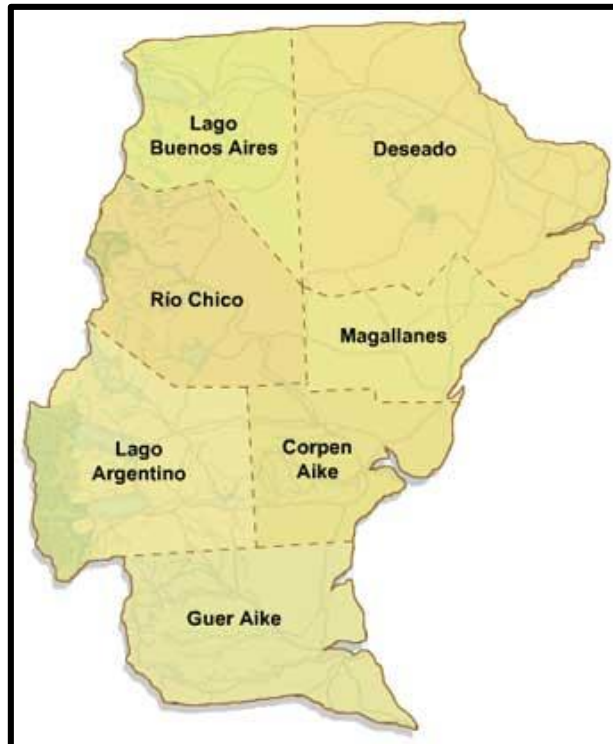 Lago
Buenos Aires
Deseado
Río Chico
Magallanes
Lago
Argentino
Corpen
Aike
Guer Aike